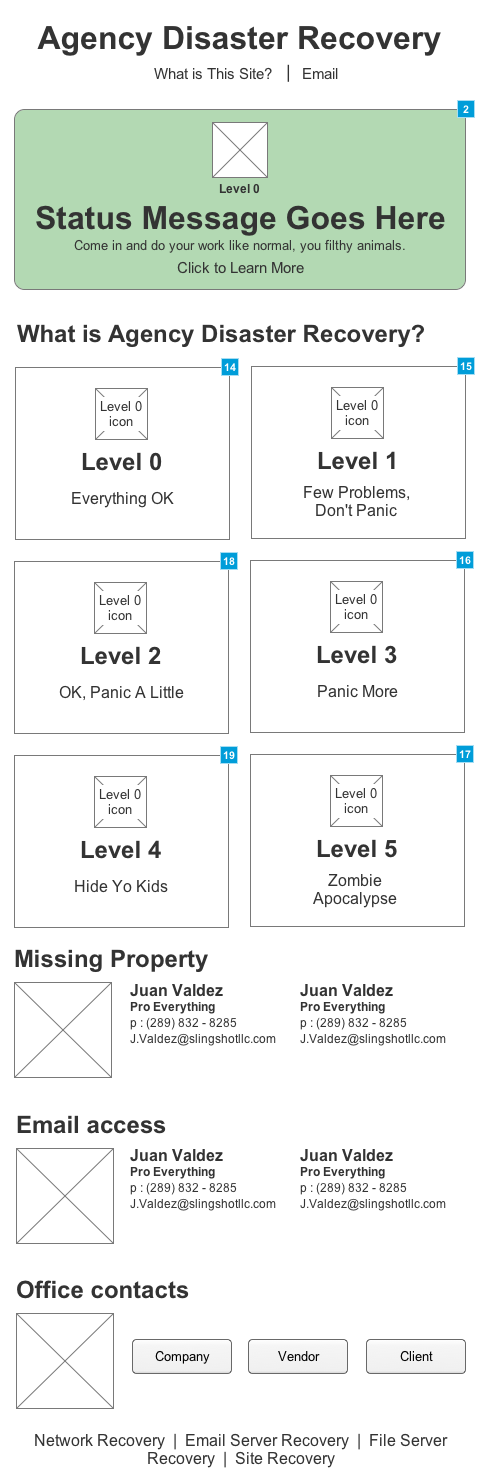 Agency Disaster Recovery
What is This Site? | Email
2
Level 0
Status Message Goes Here
Come in and do your work like normal, you filthy animals.
Click to Learn More
What is Agency Disaster Recovery?
14
Level 0
icon
Level 0
Everything OK
15
Level 0
icon
Level 1
Few Problems,
Don't Panic
18
Level 0
icon
Level 2
OK, Panic A Little
16
Level 0
icon
Level 3
Panic More
19
Level 0
icon
Level 4
Hide Yo Kids
17
Level 0
icon
Level 5
Zombie
Apocalypse
Missing Property
Juan Valdez
Pro Everything
p : (289) 832 - 8285
J.Valdez@slingshotllc.com
Juan Valdez
Pro Everything
p : (289) 832 - 8285
J.Valdez@slingshotllc.com
Email access
Juan Valdez
Pro Everything
p : (289) 832 - 8285
J.Valdez@slingshotllc.com
Juan Valdez
Pro Everything
p : (289) 832 - 8285
J.Valdez@slingshotllc.com
Office contacts
Company
Vendor
Client
Network Recovery | Email Server Recovery | File Server
Recovery | Site Recovery